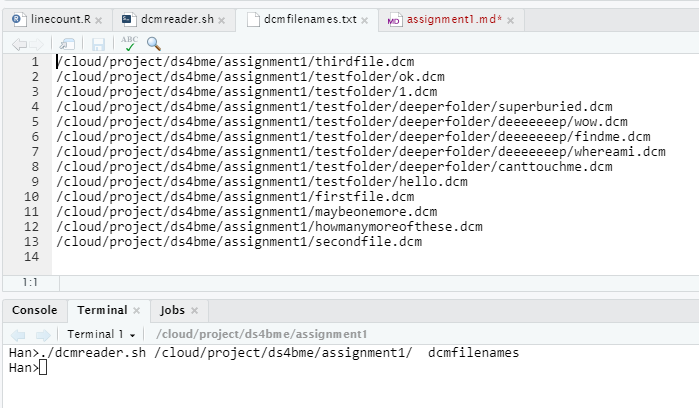 linecount.R × dcmreader.sh × dcmfilenames.txt × MD assignment1.md* ×
ABC
1 /cloud/project/ds4bme/assignment1/thirdfile.dcm
2 /cloud/project/ds4bme/assignment1/testfolder/ok.dcm
3 /cloud/project/ds4bme/assignment1/testfolder/1.dcm
4 /cloud/project/ds4bme/assignment1/testfolder/deeperfolder/superburied.dcm
5 /cloud/project/ds4bme/assignment1/testfolder/deeperfolder/deeeeeeep/wow.dcm
6 /cloud/project/ds4bme/assignment1/testfolder/deeperfolder/deeeeeeep/findme.dcm
7 /cloud/project/ds4bme/assignment1/testfolder/deeperfolder/deeeeeeep/whereami.dcm
8 /cloud/project/ds4bme/assignment1/testfolder/deeperfolder/canttouchme.dcm
9 /cloud/project/ds4bme/assignment1/testfolder/hello.dcm
10 /cloud/project/ds4bme/assignment1/firstfile.dcm
11 /cloud/project/ds4bme/assignment1/maybeonemore.dcm
12 /cloud/project/ds4bme/assignment1/howmanymoreofthese.dcm
13 /cloud/project/ds4bme/assignment1/secondfile.dcm
14
1:1
Console Terminal × Jobs ×
Terminal 1 /cloud/project/ds4bme/assignment1
Han>./dcmreader.sh /cloud/project/ds4bme/assignment1/  dcmfilenames
Han>